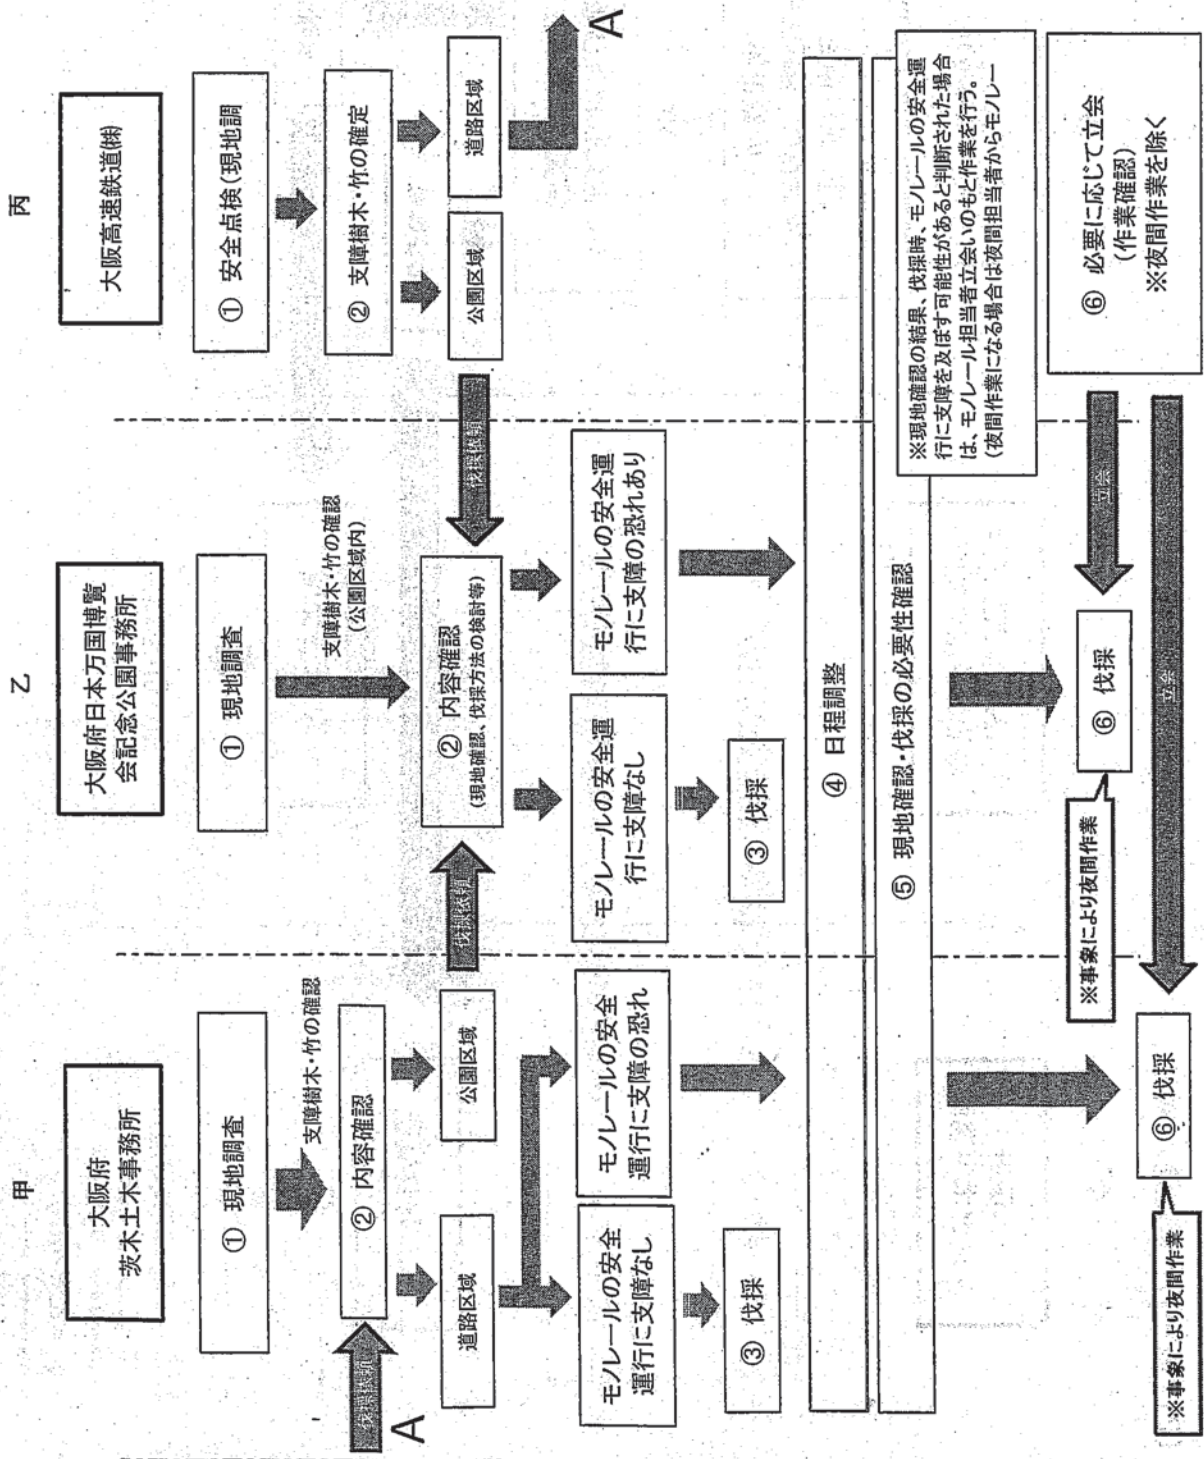 甲
大阪府
茨木土木事務所
① 現地調査
支障樹木・竹の確認
伐採依頼
A
② 内容確認
道路区域
公園区域
モノレールの安全
運行に支障なし
モノレールの安全
運行に支障の恐れ
③ 伐採
伐採依頼
乙
大阪府日本万国博覧
会記念公園事務所
① 現地調査
支障樹木・竹の確認
(公園区域内)
② 内容確認
(現地確認、伐採方法の検討等)
モノレールの安全運
行に支障なし
モノレールの安全運
行に支障の恐れあり
③ 伐採
伐採依頼
丙
大阪高速鉄道㈱
① 安全点検(現地調
② 支障樹木・竹の確定
公園区域
道路区域
A
④ 日程調整
⑤ 現地確認・伐採の必要性確認
※現地確認の結果、伐採時、モノレールの安全運
行に支障を及ぼす可能性があると判断された場合
は、モノレール担当者立会いのもと作業を行う。
(夜間作業になる場合は夜間担当者からモノレー
⑥ 必要に応じて立会
(作業確認)
※夜間作業を除く
立会
⑥ 伐採
※事象により夜間作業
立会
⑥ 伐採
※事象により夜間作業